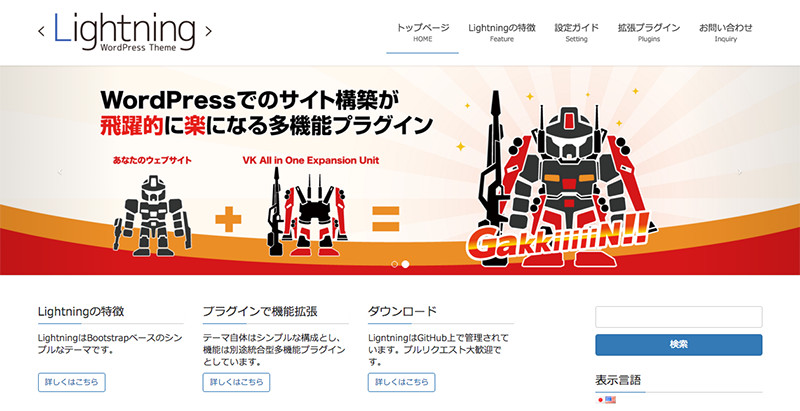 Lightning
WordPress Theme
トップページ
HOME
Lightningの特徴
Feature
設定ガイド
Setting
拡張プラグイン
Plugins
お問い合わせ
Inquiry
WordPressでのサイト構築が
飛躍的に楽になる多機能プラグイン
あなたのウェブサイト
VK All in One Expansion Unit
+
=
GakkiiiiiN!!
Lightningの特徴
LightningはBootstrapベースのシン
プルなテーマです。
詳しくはこちら
プラグインで機能拡張
テーマ自体はシンプルな構成とし、
機能は別途統合型多機能プラグイン
としています。
詳しくはこちら
ダウンロード
LigntningはGitHub上で管理されて
います。プルリクエスト大歓迎で
す。
詳しくはこちら
検索
表示言語